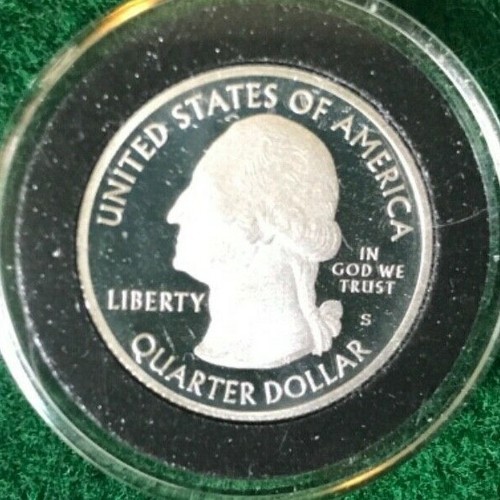 UNITED STATES OF AMERICA
LIBERTY
IN
GOD WE
TRUST
S
QUARTER DOLLAR